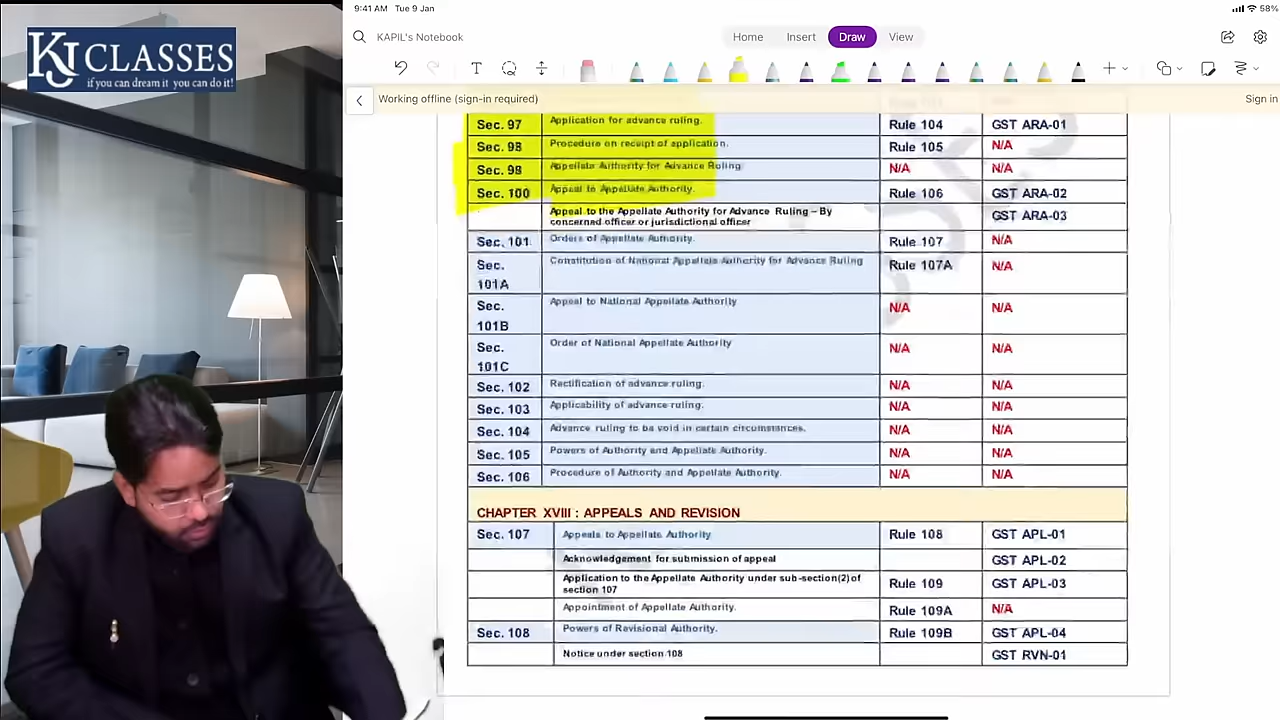 9:41 AM Tue 9 Jan
58%
KJ CLASSES
if you can dream it you can do it!
KAPIL's Notebook
Home Insert Draw View
Working offline (sign-in required)
Sign in
Sec. 97 Application for advance ruling. Rule 104 GST ARA-01
Sec. 98 Procedure on receipt of application. Rule 105 N/A
Sec. 98 Appellate Authority for Advance Ruling N/A N/A
Sec. 100 Appeal to Appellate Authority. Rule 106 GST ARA-02
Appeal to the Appellate Authority for Advance Ruling – By GST ARA-03
concerned officer or jurisdictional officer
Sec. 101 Orders of Appellate Authority. Rule 107 N/A
Sec. Constitution of National Appellate Authority for Advance Ruling Rule 107A N/A
101A
Sec. Appeal to National Appellate Authority N/A N/A
101B
Sec. Order of National Appellate Authority N/A N/A
101C
Sec. 102 Rectification of advance ruling. N/A N/A
Sec. 103 Applicability of advance ruling. N/A N/A
Sec. 104 Advance ruling to be void in certain circumstances. N/A N/A
Sec. 105 Powers of Authority and Appellate Authority. N/A N/A
Sec. 106 Procedure of Authority and Appellate Authority. N/A N/A
CHAPTER XVIII : APPEALS AND REVISION
Sec. 107 Appeals to Appellate Authority Rule 108 GST APL-01
Acknowledgement for submission of appeal GST APL-02
Application to the Appellate Authority under sub-section(2)of Rule 109 GST APL-03
section 107
Appointment of Appellate Authority. Rule 109A N/A
Sec. 108 Powers of Revisional Authority. Rule 109B GST APL-04
Notice under section 108 GST RVN-01